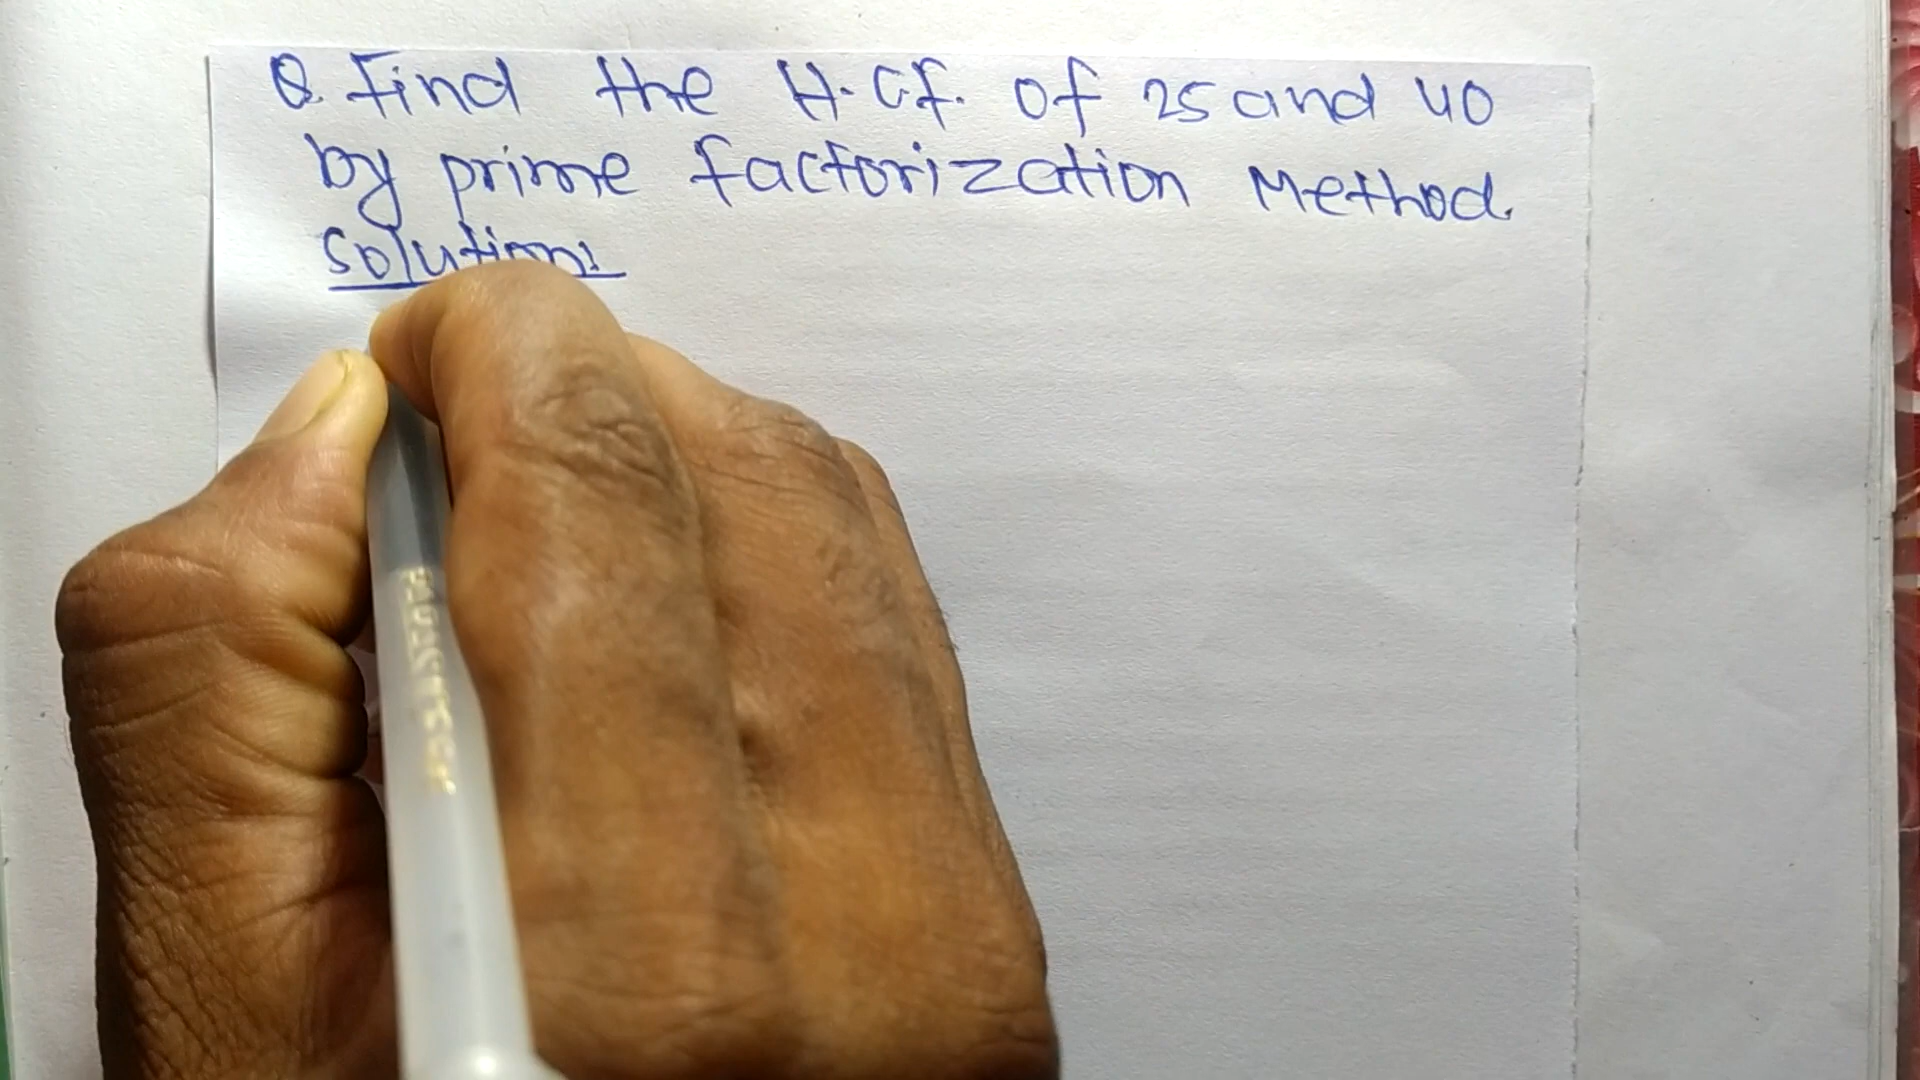 Q. Find the H.C.F. of 25 and 40
by prime factorization Method.
Solution: